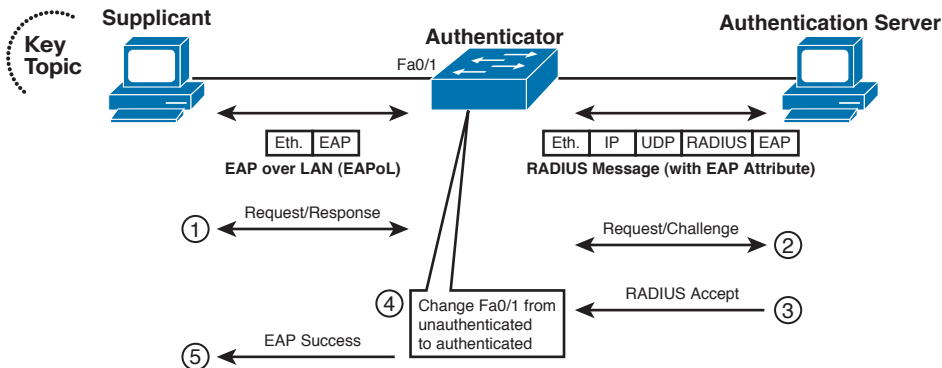 Key
Topic
Supplicant
Authenticator
Authentication Server
Fa0/1
Eth. EAP
EAP over LAN (EAPoL)
Eth. IP UDP RADIUS EAP
RADIUS Message (with EAP Attribute)
1 Request/Response
Request/Challenge 2
RADIUS Accept 3
4 Change Fa0/1 from
unauthenticated
to authenticated
5 EAP Success